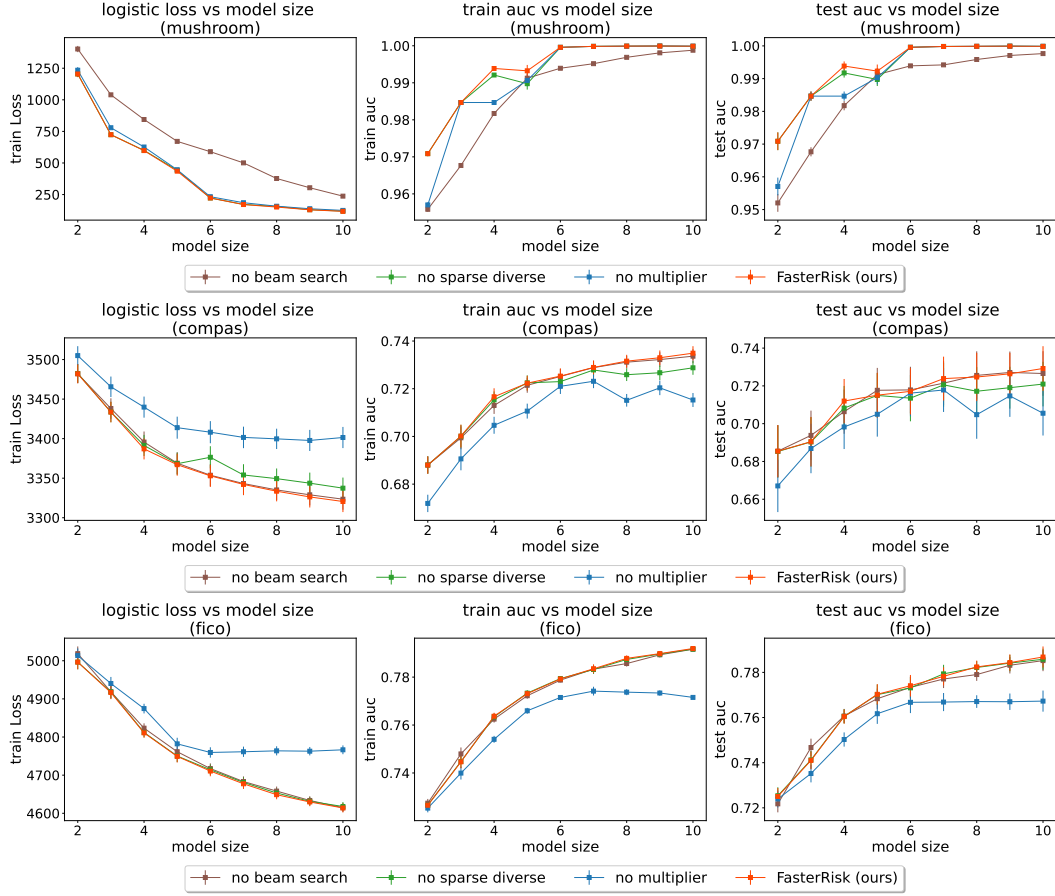 logistic loss vs model size
(mushroom)
train Loss
1250
1000
750
500
250
2 4 6 8 10
model size
train auc vs model size
(mushroom)
train auc
1.00
0.99
0.98
0.97
0.96
2 4 6 8 10
model size
test auc vs model size
(mushroom)
test auc
1.00
0.99
0.98
0.97
0.96
0.95
2 4 6 8 10
model size
no beam search no sparse diverse no multiplier FasterRisk (ours)
logistic loss vs model size
(compas)
train Loss
3500
3450
3400
3350
3300
2 4 6 8 10
model size
train auc vs model size
(compas)
train auc
0.74
0.72
0.70
0.68
2 4 6 8 10
model size
test auc vs model size
(compas)
test auc
0.74
0.72
0.70
0.68
0.66
2 4 6 8 10
model size
no beam search no sparse diverse no multiplier FasterRisk (ours)
logistic loss vs model size
(fico)
train Loss
5000
4900
4800
4700
4600
2 4 6 8 10
model size
train auc vs model size
(fico)
train auc
0.78
0.76
0.74
2 4 6 8 10
model size
test auc vs model size
(fico)
test auc
0.78
0.76
0.74
0.72
2 4 6 8 10
model size
no beam search no sparse diverse no multiplier FasterRisk (ours)